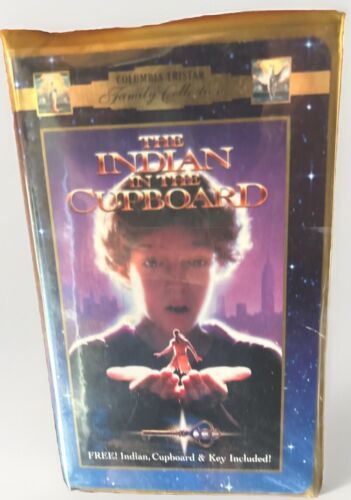 COLUMBIA TRISTAR
Family Collection
THE
INDIAN
IN THE
CUPBOARD
FREE! Indian, Cupboard & Key Included!